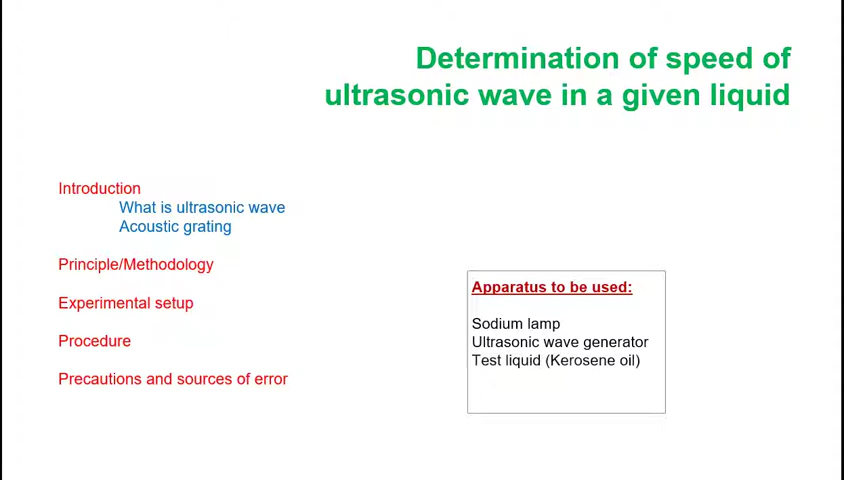 Determination of speed of
ultrasonic wave in a given liquid
Introduction
What is ultrasonic wave
Acoustic grating
Principle/Methodology
Experimental setup
Procedure
Precautions and sources of error
Apparatus to be used:
Sodium lamp
Ultrasonic wave generator
Test liquid (Kerosene oil)